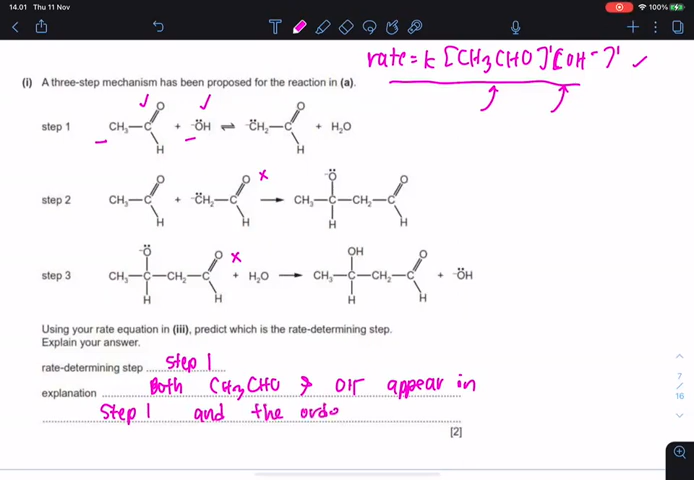 14.01 Thu 11 Nov
100%
rate = k [CH3CHO]¹[OH⁻]¹ ✓
(i) A three-step mechanism has been proposed for the reaction in (a).
step 1 CH₃—C O H + ⁻:ÖH ⇌ ⁻:CH₂—C O H + H₂O
step 2 CH₃—C O H + ⁻:CH₂—C O H → CH₃—C—CH₂—C ⁻:Ö H O H
step 3 CH₃—C—CH₂—C ⁻:Ö H O H + H₂O → CH₃—C—CH₂—C OH H O H + ⁻:ÖH
Using your rate equation in (iii), predict which is the rate-determining step.
Explain your answer.
rate-determining step step 1
explanation Both CH3CHO & OH⁻ appear in
step 1 and the orde
[2]
7
16